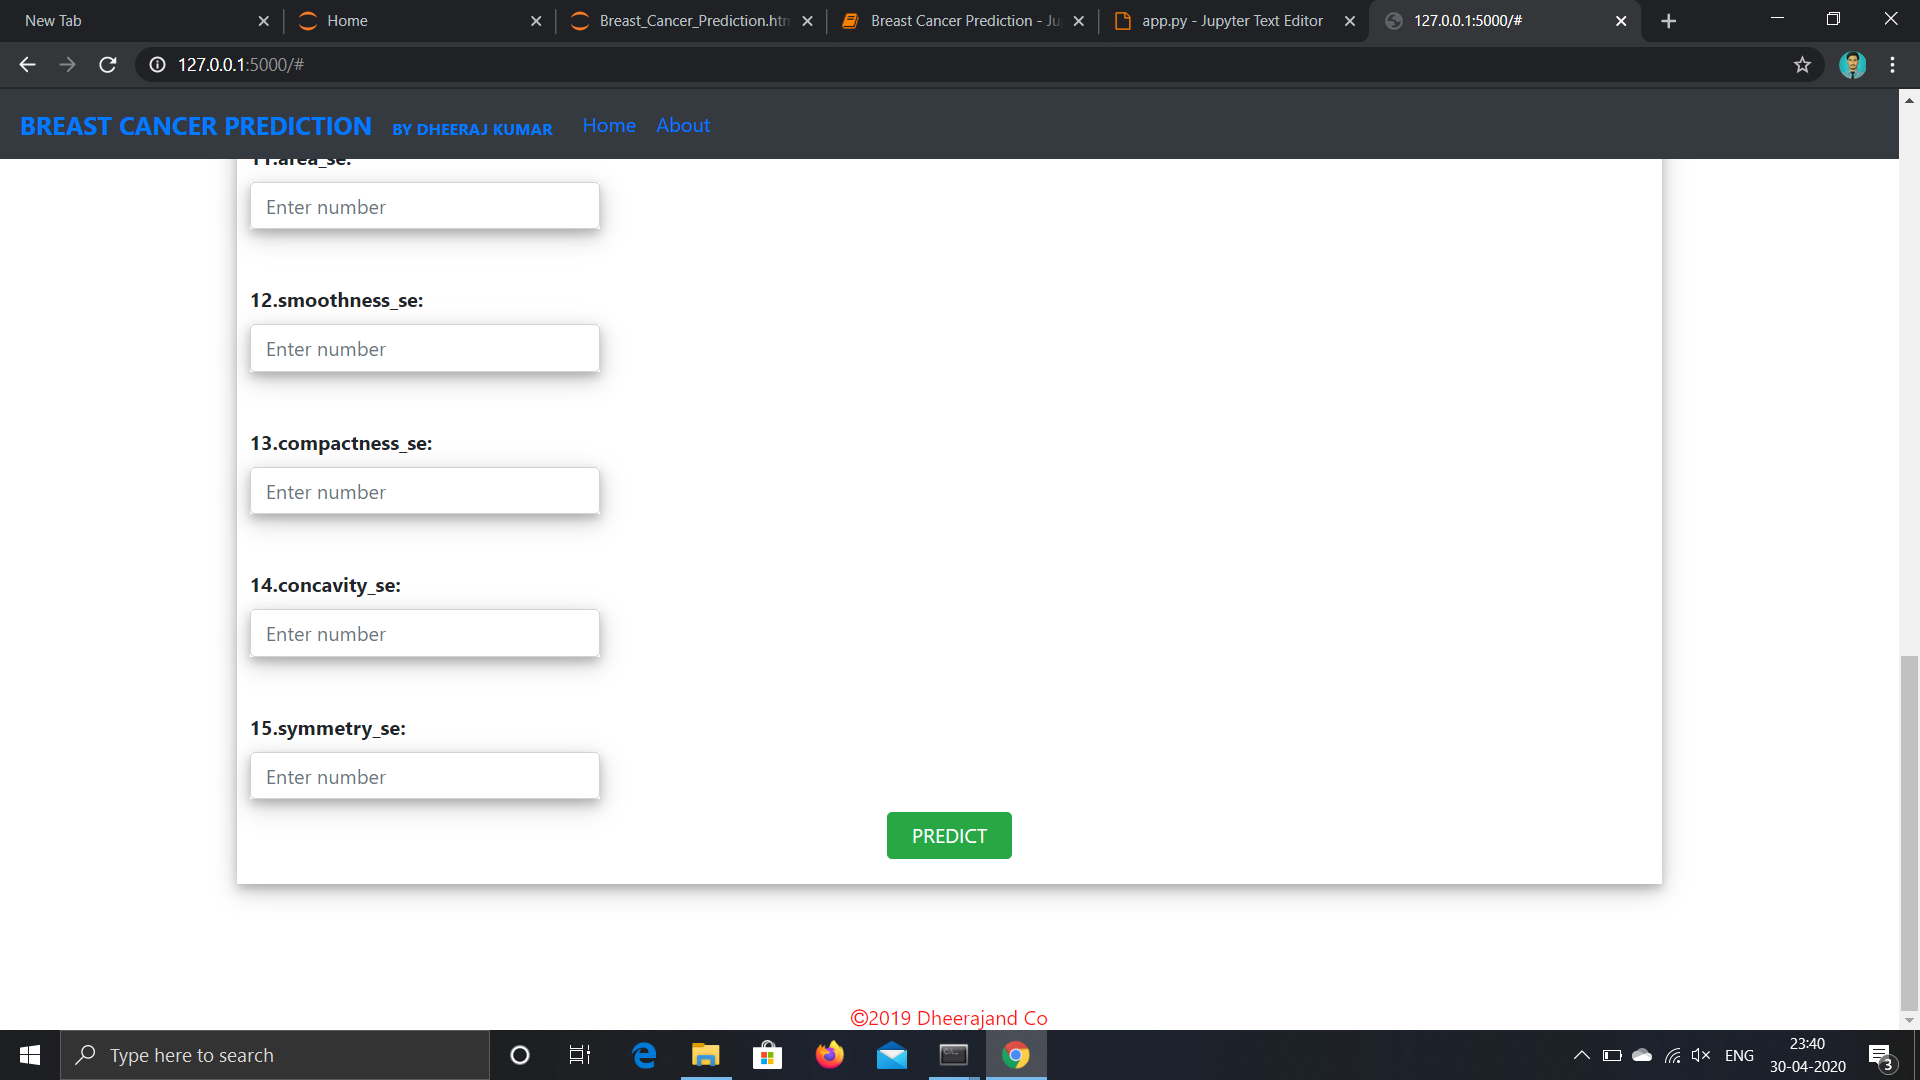 New Tab
Home
Breast_Cancer_Prediction.htm
Breast Cancer Prediction - Ju
app.py - Jupyter Text Editor
127.0.0.1:5000/#
127.0.0.1:5000/#
BREAST CANCER PREDICTION BY DHEERAJ KUMAR Home About
11.area_se:
Enter number
12.smoothness_se:
Enter number
13.compactness_se:
Enter number
14.concavity_se:
Enter number
15.symmetry_se:
Enter number
PREDICT
©2019 Dheerajand Co
Type here to search
ENG
23:40
30-04-2020
3